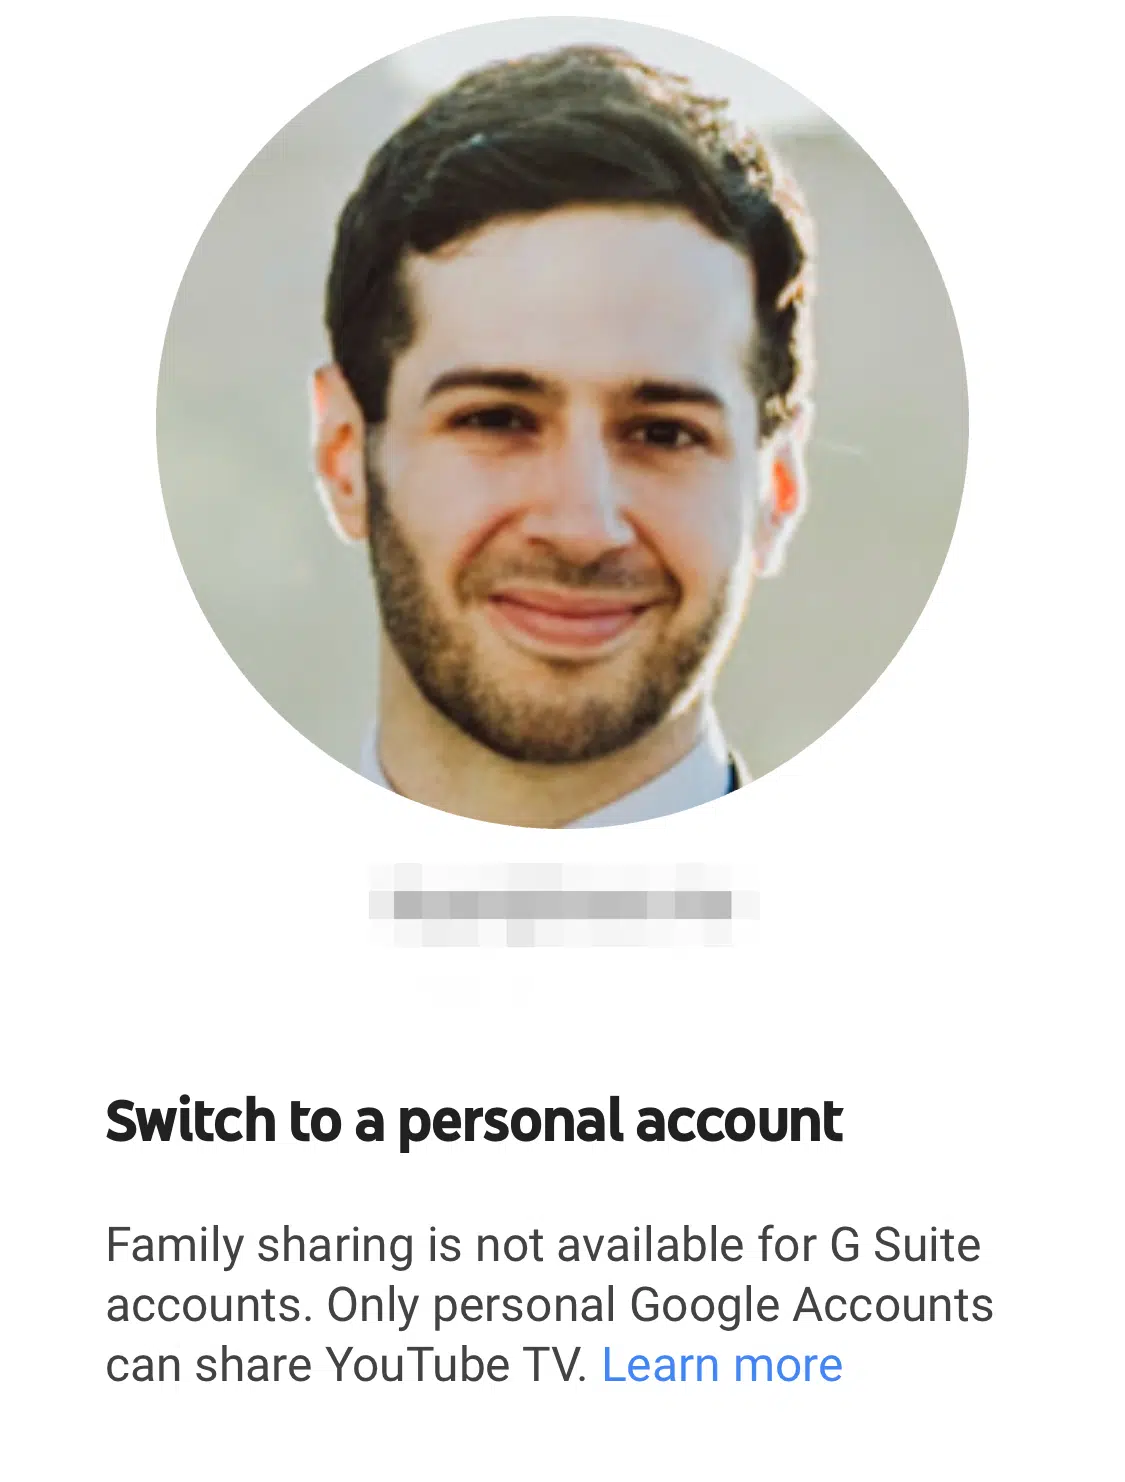 Switch to a personal account
Family sharing is not available for G Suite
accounts. Only personal Google Accounts
can share YouTube TV. Learn more